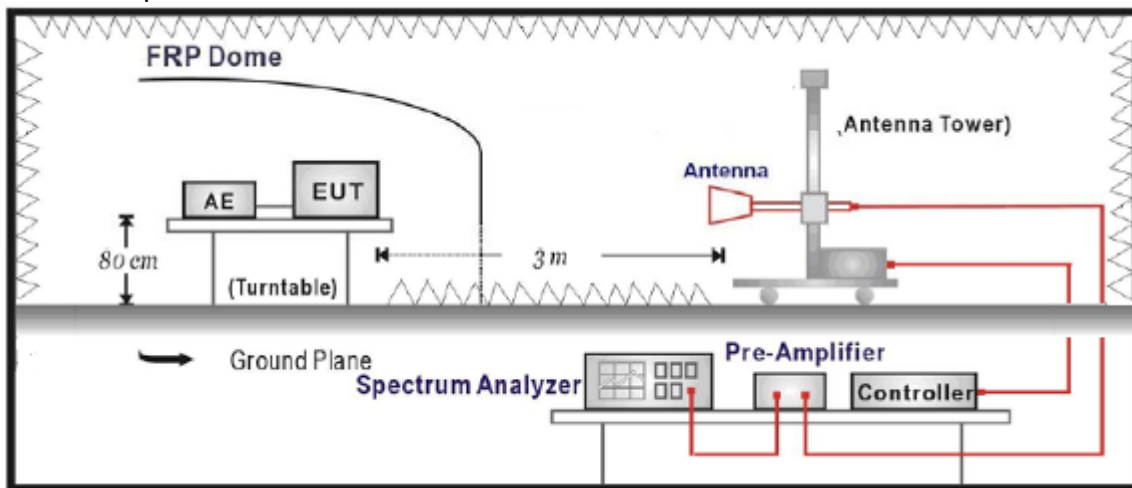 FRP Dome
(Antenna Tower)
Antenna
AE
EUT
80 cm
3 m
(Turntable)
Ground Plane
Pre-Amplifier
Spectrum Analyzer
Controller